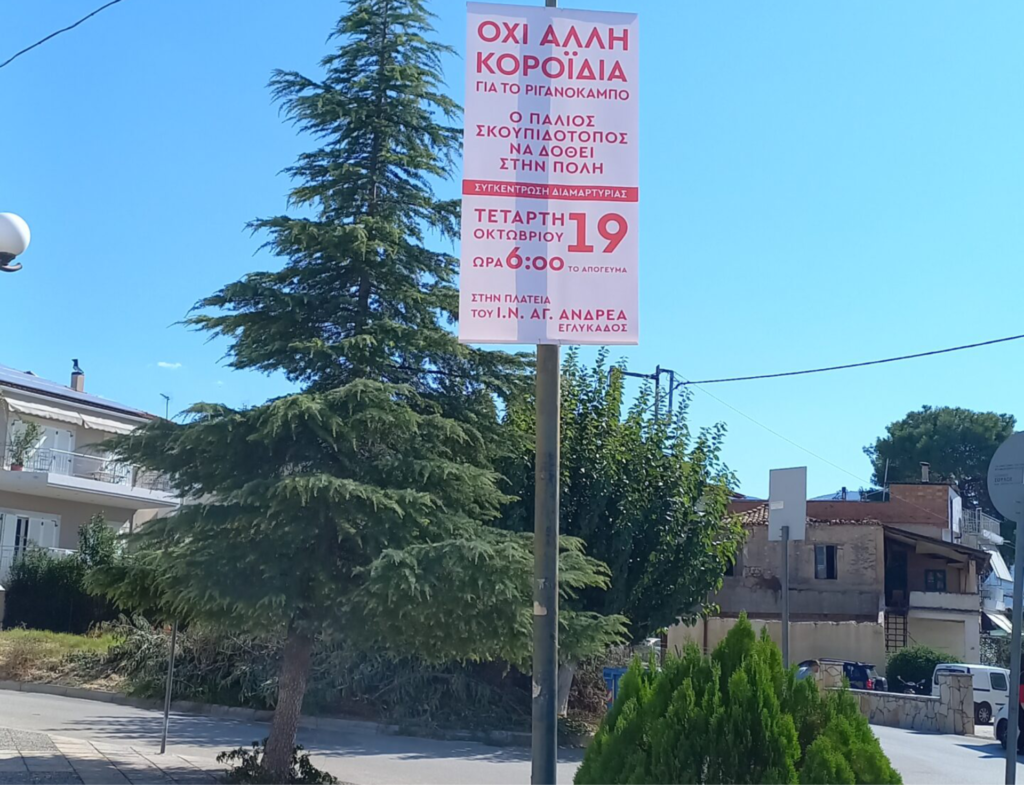 ΟΧΙ ΑΛΛΗ
ΚΟΡΟΪΔΙΑ
ΓΙΑ ΤΟ ΡΙΓΑΝΟΚΑΜΠΟ
Ο ΠΑΛΙΟΣ
ΣΚΟΥΠΙΔΟΤΟΠΟΣ
ΝΑ ΔΟΘΕΙ
ΣΤΗΝ ΠΟΛΗ
ΣΥΓΚΕΝΤΡΩΣΗ ΔΙΑΜΑΡΤΥΡΙΑΣ
ΤΕΤΑΡΤΗ 19
ΟΚΤΩΒΡΙΟΥ
ΩΡΑ 6:00 ΤΟ ΑΠΟΓΕΥΜΑ
ΣΤΗΝ ΠΛΑΤΕΙΑ
ΤΟΥ Ι.Ν. ΑΓ. ΑΝΔΡΕΑ
ΕΓΛΥΚΑΔΟΣ